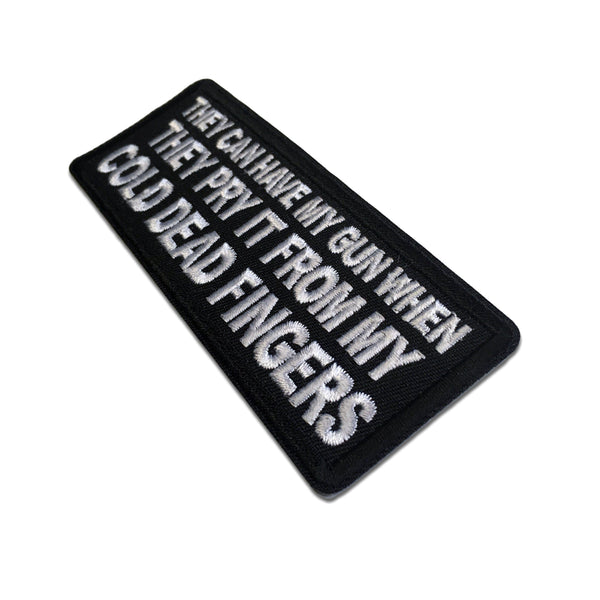 THEY CAN HAVE MY GUN WHEN
THEY PRY IT FROM MY
COLD DEAD FINGERS